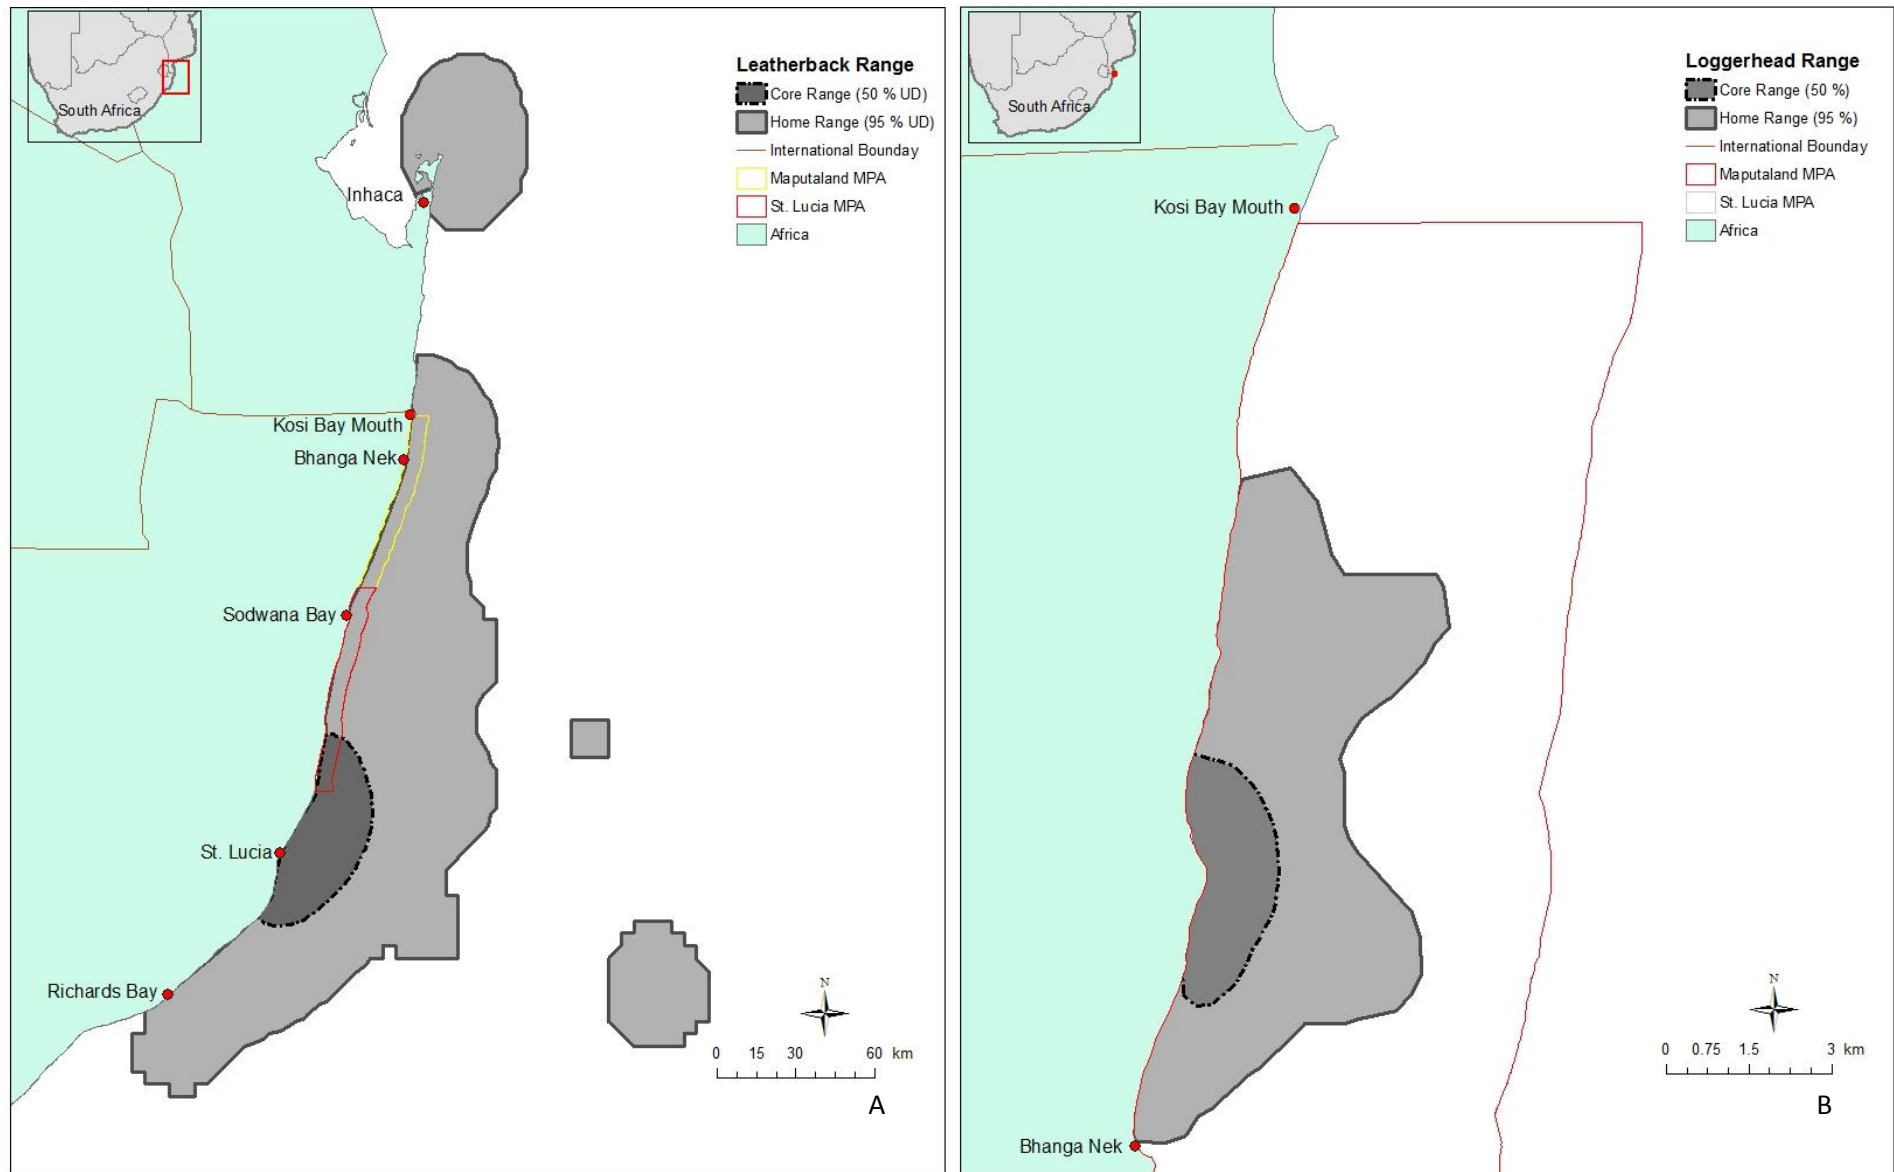 South Africa
Leatherback Range
Core Range (50 % UD)
Home Range (95 % UD)
International Boundary
Maputaland MPA
St. Lucia MPA
Africa
Inhaca
Kosi Bay Mouth
Bhanga Nek
Sodwana Bay
St. Lucia
Richards Bay
N
0 15 30 60 km
A
South Africa
Loggerhead Range
Core Range (50 %)
Home Range (95 %)
International Boundary
Maputaland MPA
St. Lucia MPA
Africa
Kosi Bay Mouth
Bhanga Nek
N
0 0.75 1.5 3 km
B